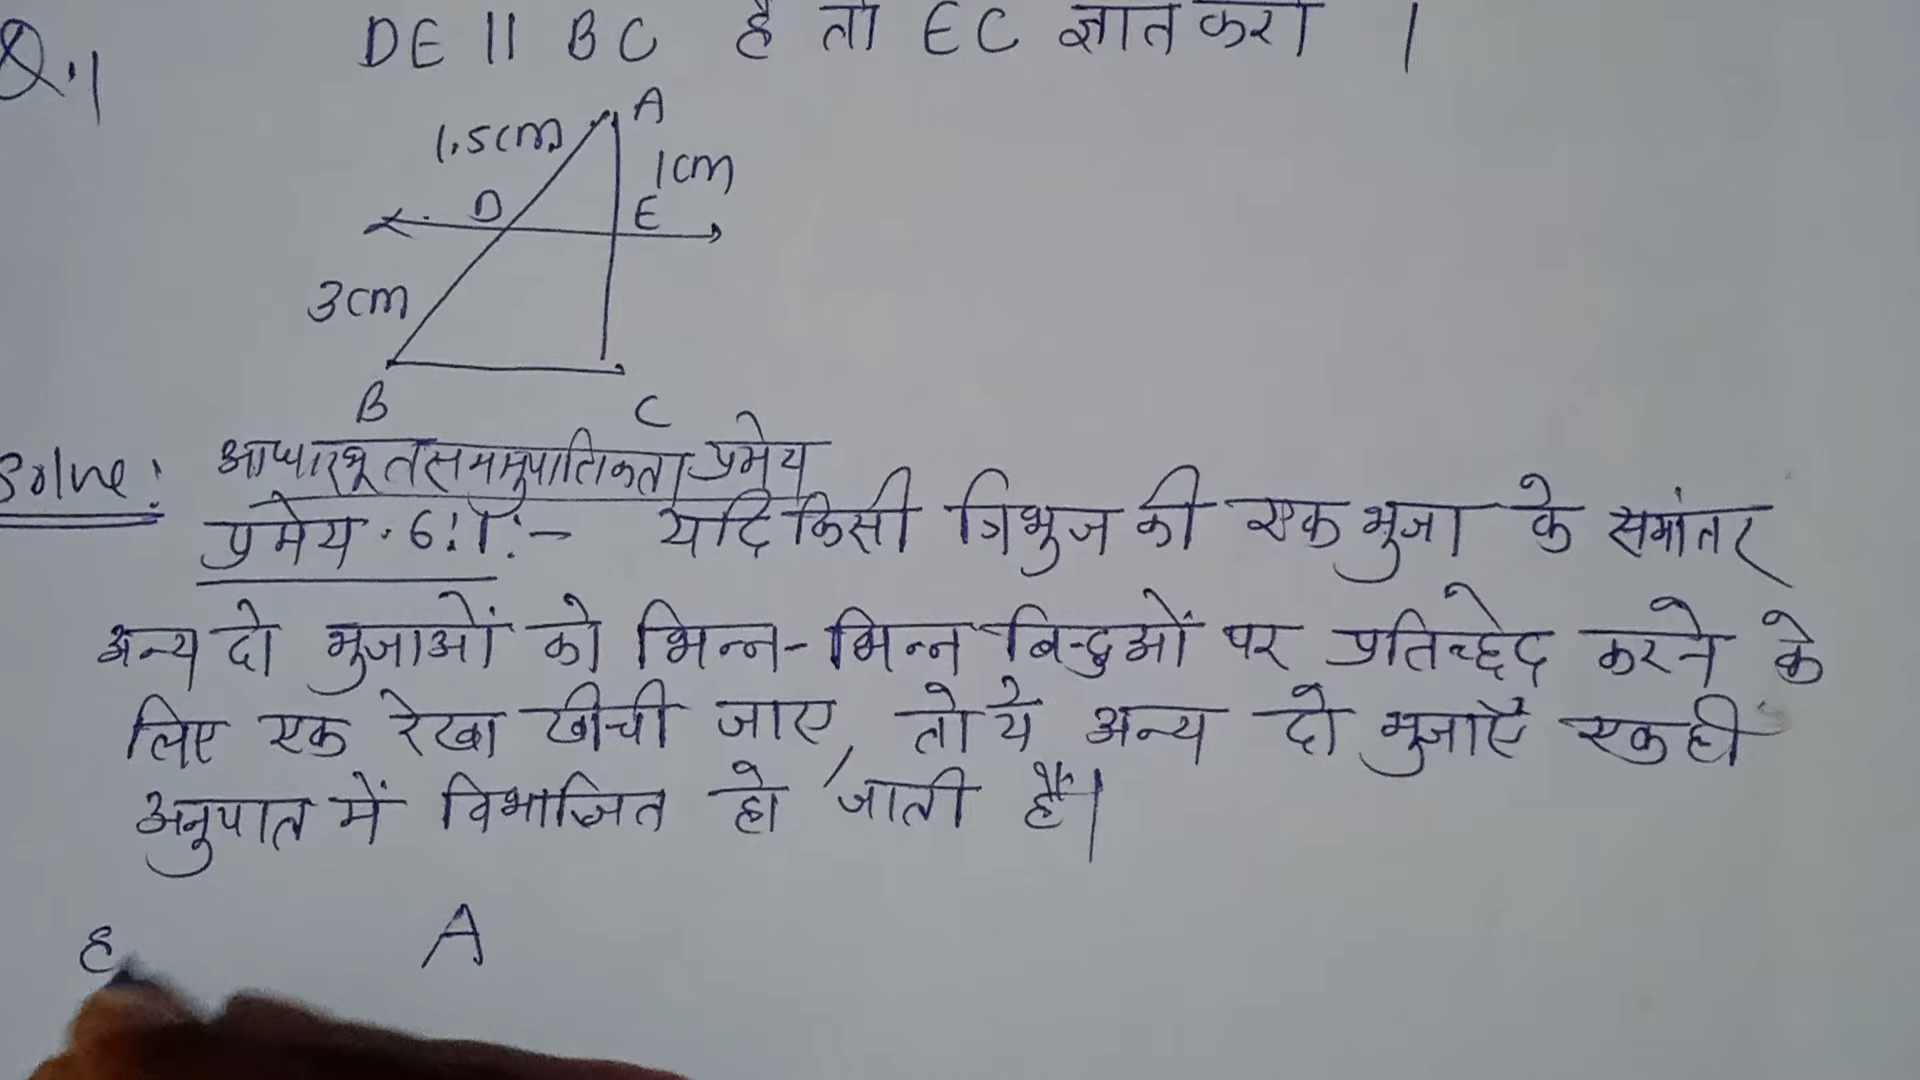 Q.1 DE || BC है तो EC ज्ञात करो ।
A
1.5cm
1cm
D E
3cm
B C
Solve: आधारभूत समानुपातिकता प्रमेय
प्रमेय 6.1 :- यदि किसी त्रिभुज की एक भुजा के समांतर
अन्य दो भुजाओं को भिन्न-भिन्न बिन्दुओं पर प्रतिच्छेद करने के
लिए एक रेखा खींची जाए, तो ये अन्य दो भुजाएँ एक ही
अनुपात में विभाजित हो जाती हैं।
A